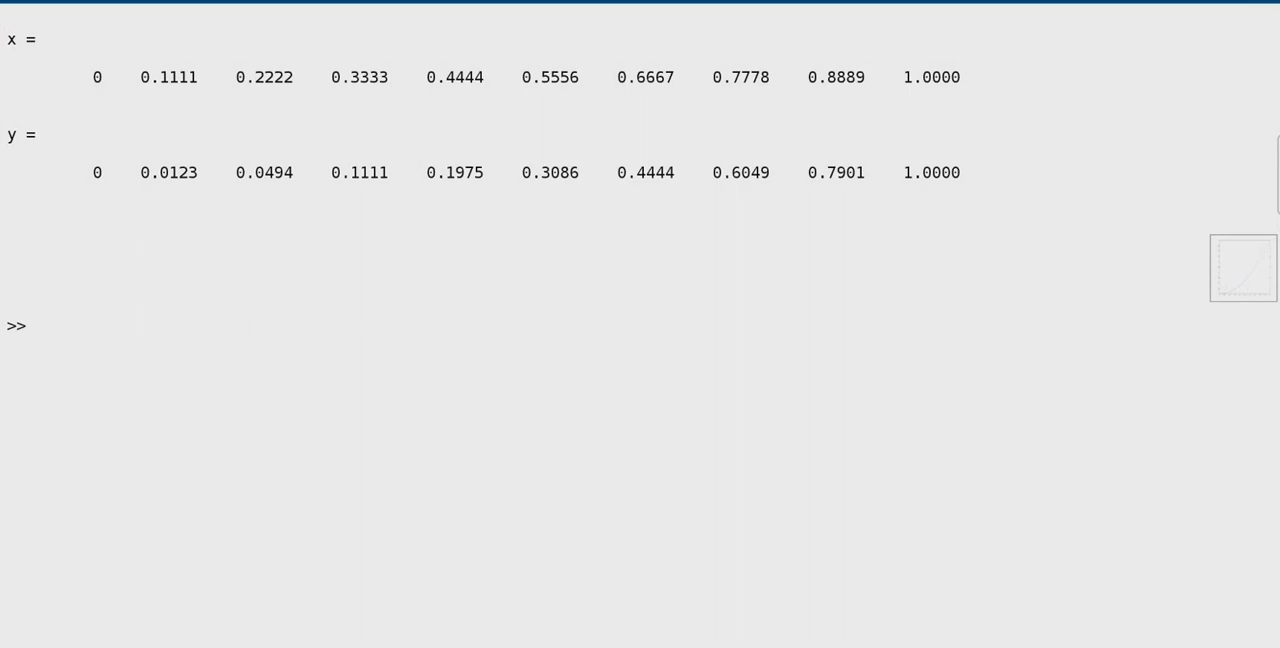 x =
0 0.1111 0.2222 0.3333 0.4444 0.5556 0.6667 0.7778 0.8889 1.0000
y =
0 0.0123 0.0494 0.1111 0.1975 0.3086 0.4444 0.6049 0.7901 1.0000
>>